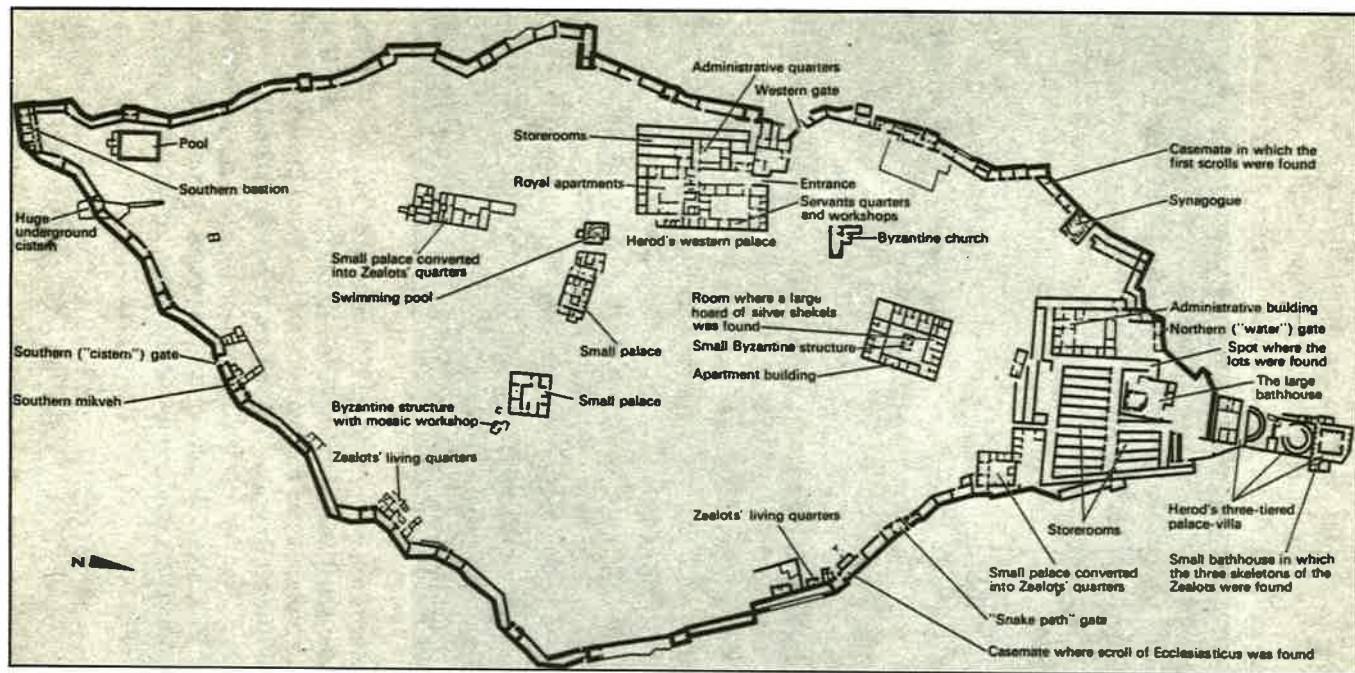 Administrative quarters
Western gate
Storerooms
Pool
Casemate in which the
first scrolls were found
Southern bastion
Royal apartments
Entrance
Servants quarters
and workshops
Synagogue
Huge
underground
cistern
Herod's western palace
Byzantine church
Small palace converted
into Zealots' quarters
Swimming pool
Room where a large
hoard of silver shekels
was found
Administrative building
Northern ("water") gate
Small Byzantine structure
Spot where the
lots were found
Southern ("cistern") gate
Small palace
Apartment building
The large
bathhouse
Southern mikveh
Small palace
Byzantine structure
with mosaic workshop
Zealots' living quarters
Zealots' living quarters
Storerooms
Herod's three-tiered
palace-villa
N
Small palace converted
into Zealots' quarters
Small bathhouse in which
the three skeletons of the
Zealots were found
"Snake path" gate
Casemate where scroll of Ecclesiasticus was found